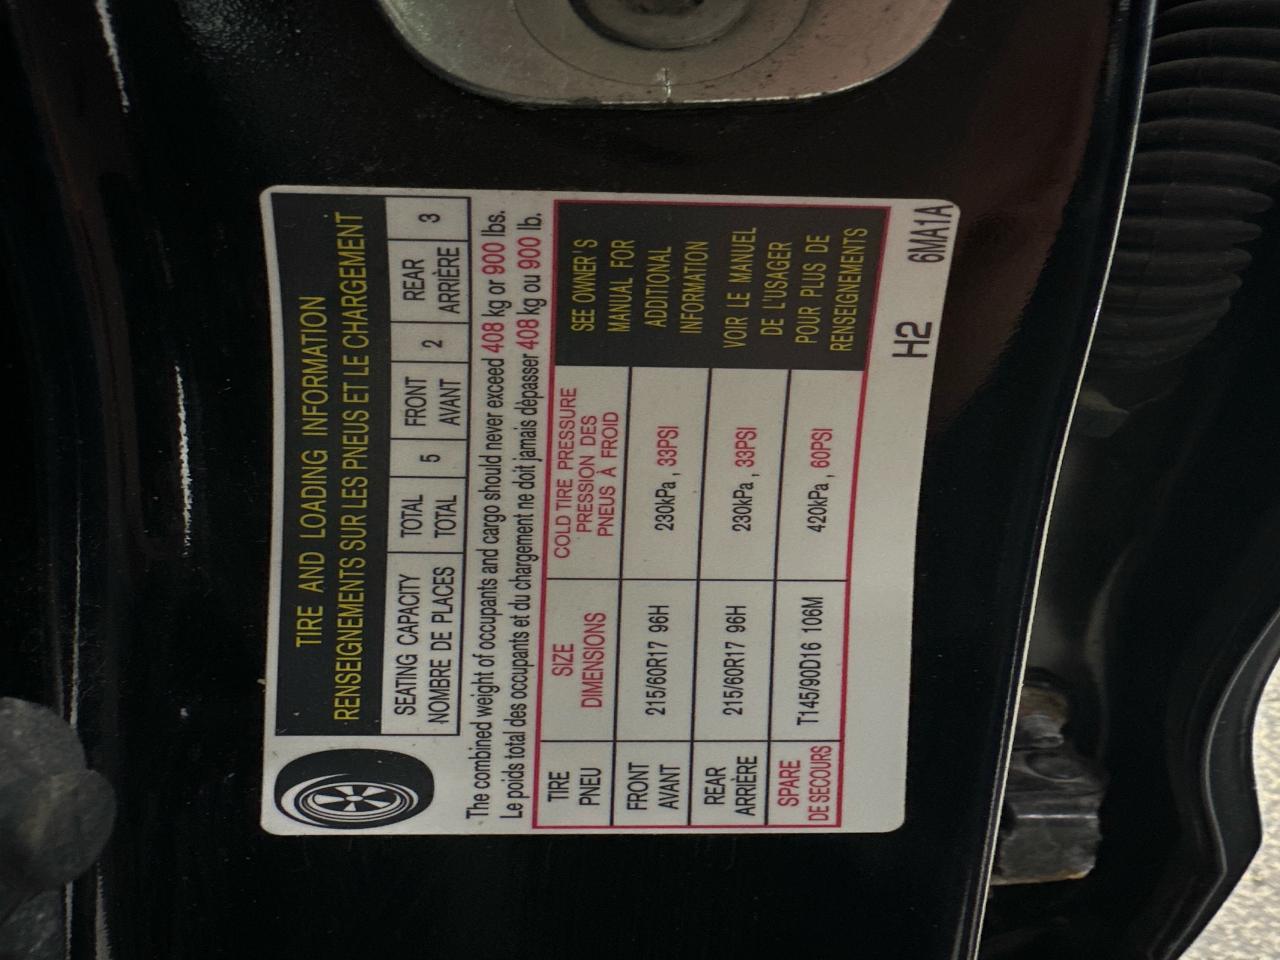 TIRE AND LOADING INFORMATION
RENSEIGNEMENTS SUR LES PNEUS ET LE CHARGEMENT
SEATING CAPACITY TOTAL 5 FRONT 2 REAR 3
NOMBRE DE PLACES TOTAL AVANT ARRIÈRE
The combined weight of occupants and cargo should never exceed 408 kg or 900 lbs.
Le poids total des occupants et du chargement ne doit jamais dépasser 408 kg ou 900 lb.
TIRE
PNEU
SIZE
DIMENSIONS
COLD TIRE PRESSURE
PRESSION DES
PNEUS À FROID
FRONT
AVANT
215/60R17 96H
230kPa , 33PSI
REAR
ARRIÈRE
215/60R17 96H
230kPa , 33PSI
SPARE
DE SECOURS
T145/90D16 106M
420kPa , 60PSI
SEE OWNER'S
MANUAL FOR
ADDITIONAL
INFORMATION
VOIR LE MANUEL
DE L'USAGER
POUR PLUS DE
RENSEIGNEMENTS
H2 6MA1A